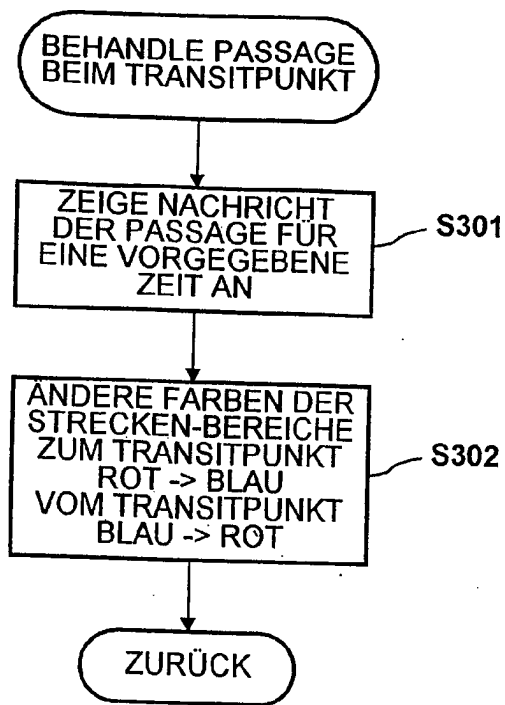 BEHANDLE PASSAGE
BEIM TRANSITPUNKT
ZEIGE NACHRICHT
DER PASSAGE FÜR
EINE VORGEGEBENE
ZEIT AN
S301
ÄNDERE FARBEN DER
STRECKEN-BEREICHE
ZUM TRANSITPUNKT
ROT -> BLAU
VOM TRANSITPUNKT
BLAU -> ROT
S302
ZURÜCK